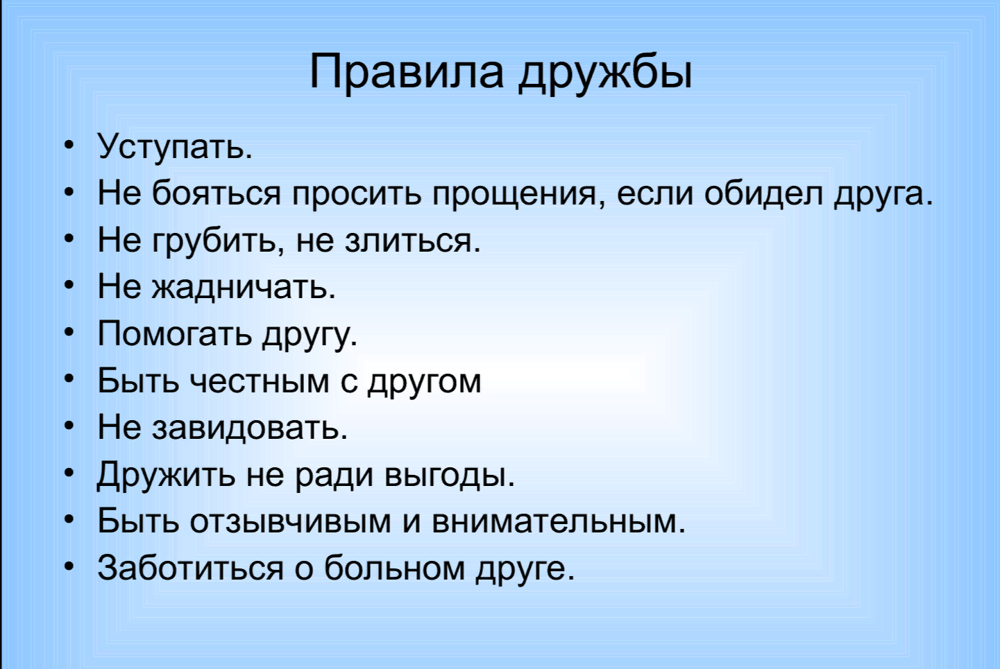 Правила дружбы
• Уступать.
• Не бояться просить прощения, если обидел друга.
• Не грубить, не злиться.
• Не жадничать.
• Помогать другу.
• Быть честным с другом
• Не завидовать.
• Дружить не ради выгоды.
• Быть отзывчивым и внимательным.
• Заботиться о больном друге.